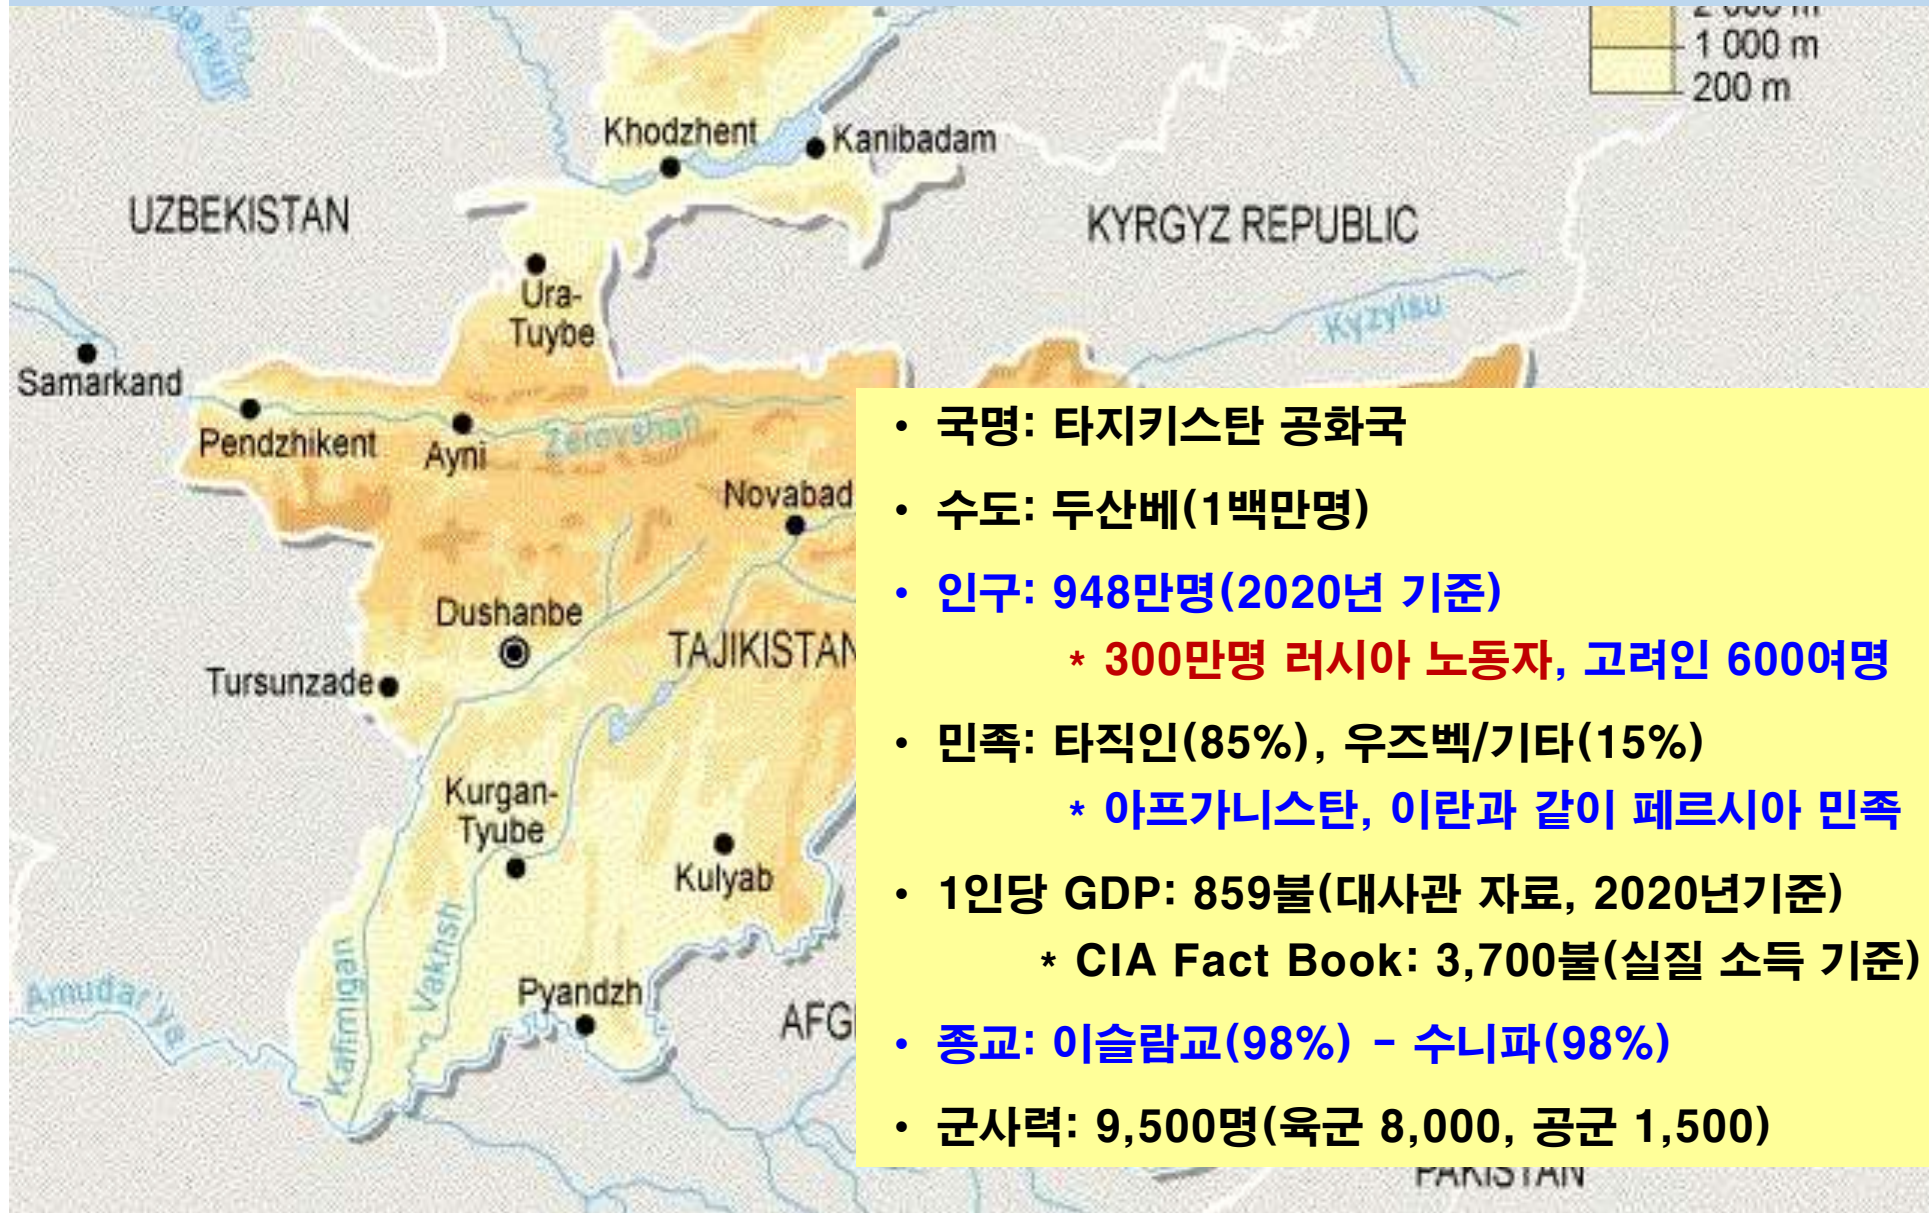 1 000 m
200 m
Khodzhent
Kanibadam
UZBEKISTAN
KYRGYZ REPUBLIC
Ura-
Tuybe
Kyzylsu
Samarkand
Pendzhikent
Ayni
Zeravshan
Novabad
Dushanbe
TAJIKISTAN
Tursunzade
Kurgan-
Tyube
Kulyab
Kafirnigan
Vakhsh
Pyandzh
Amudar'ya
AFG
PAKISTAN
• 국명: 타지키스탄 공화국
• 수도: 두산베(1백만명)
• 인구: 948만명(2020년 기준)
* 300만명 러시아 노동자, 고려인 600여명
• 민족: 타직인(85%), 우즈벡/기타(15%)
* 아프가니스탄, 이란과 같이 페르시아 민족
• 1인당 GDP: 859불(대사관 자료, 2020년기준)
* CIA Fact Book: 3,700불(실질 소득 기준)
• 종교: 이슬람교(98%) - 수니파(98%)
• 군사력: 9,500명(육군 8,000, 공군 1,500)